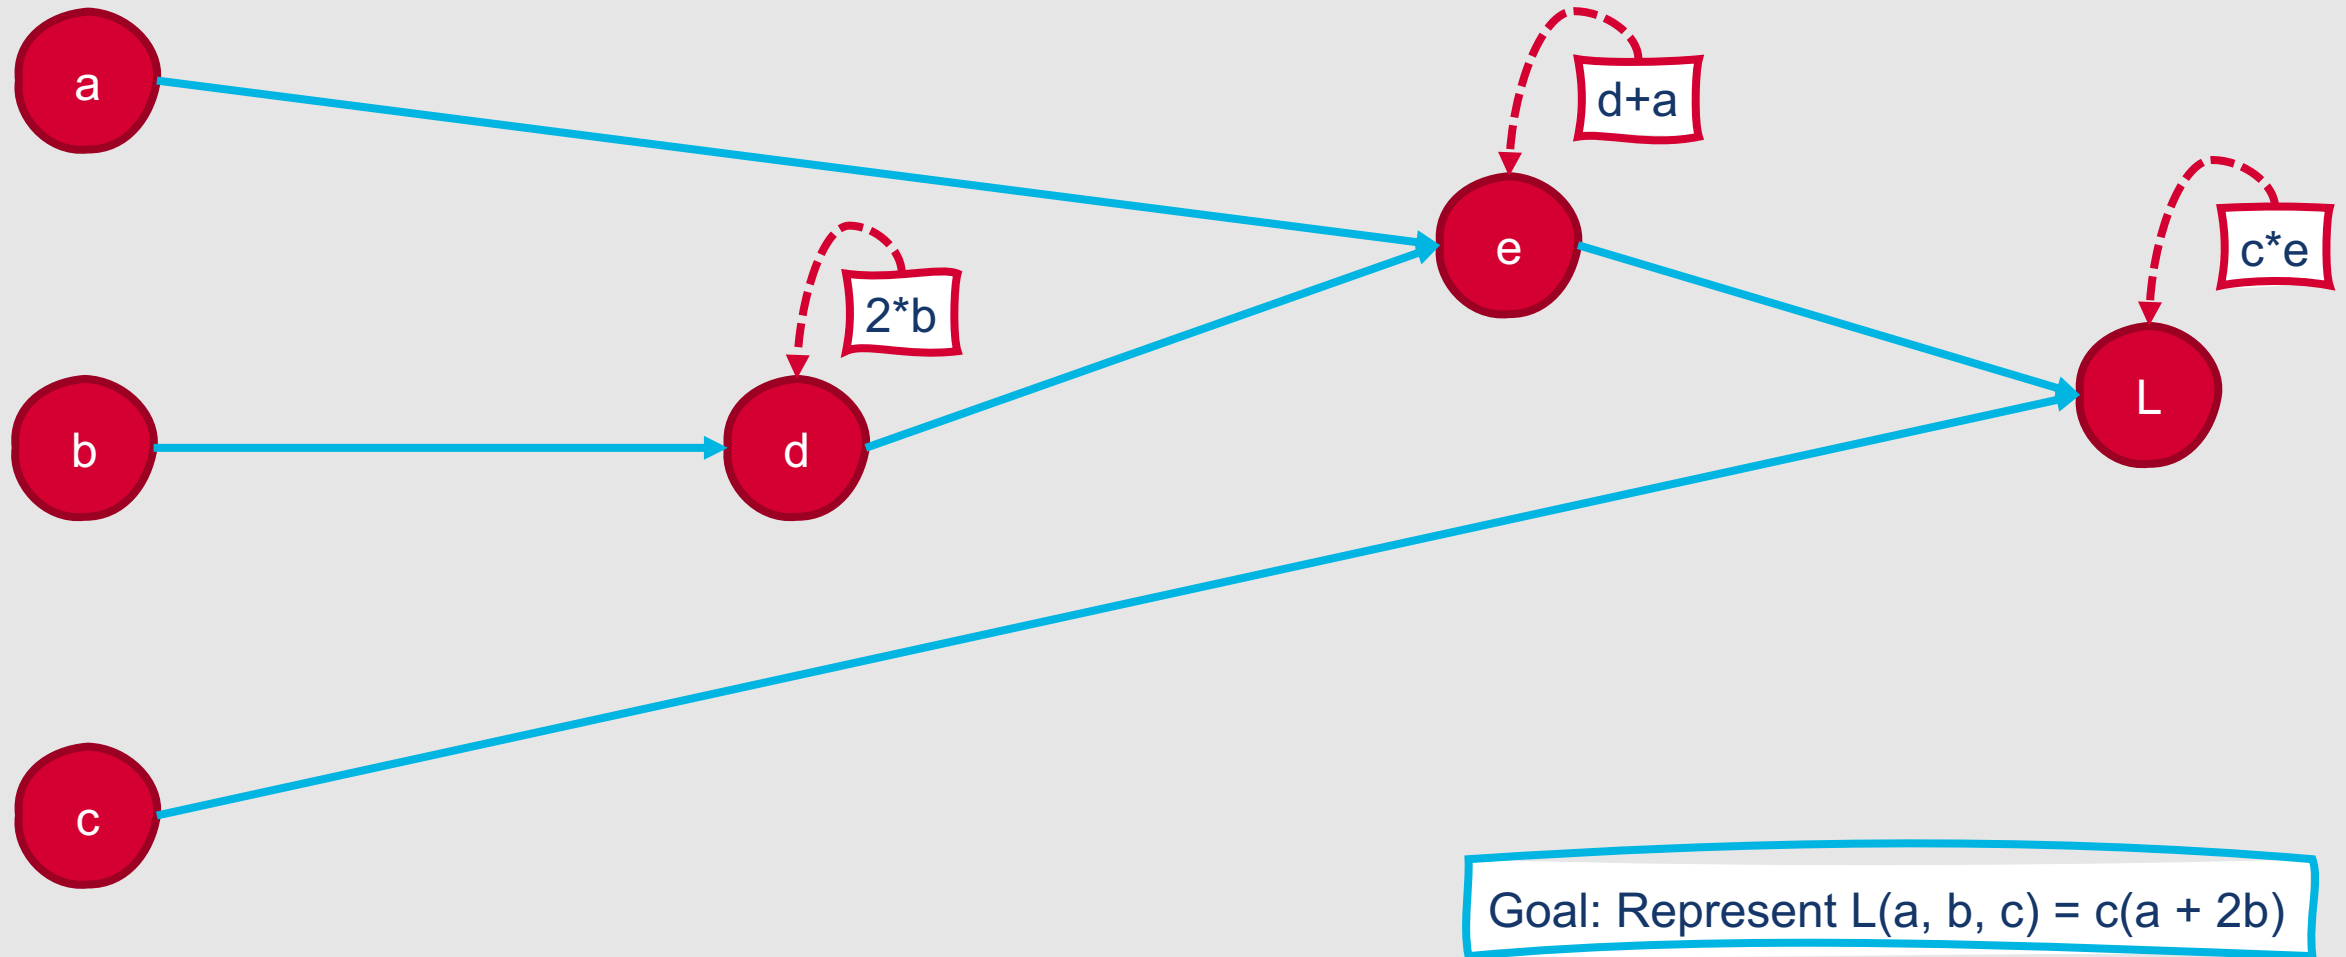 a
d+a
e
c*e
2*b
b
d
L
c
Goal: Represent L(a, b, c) = c(a + 2b)